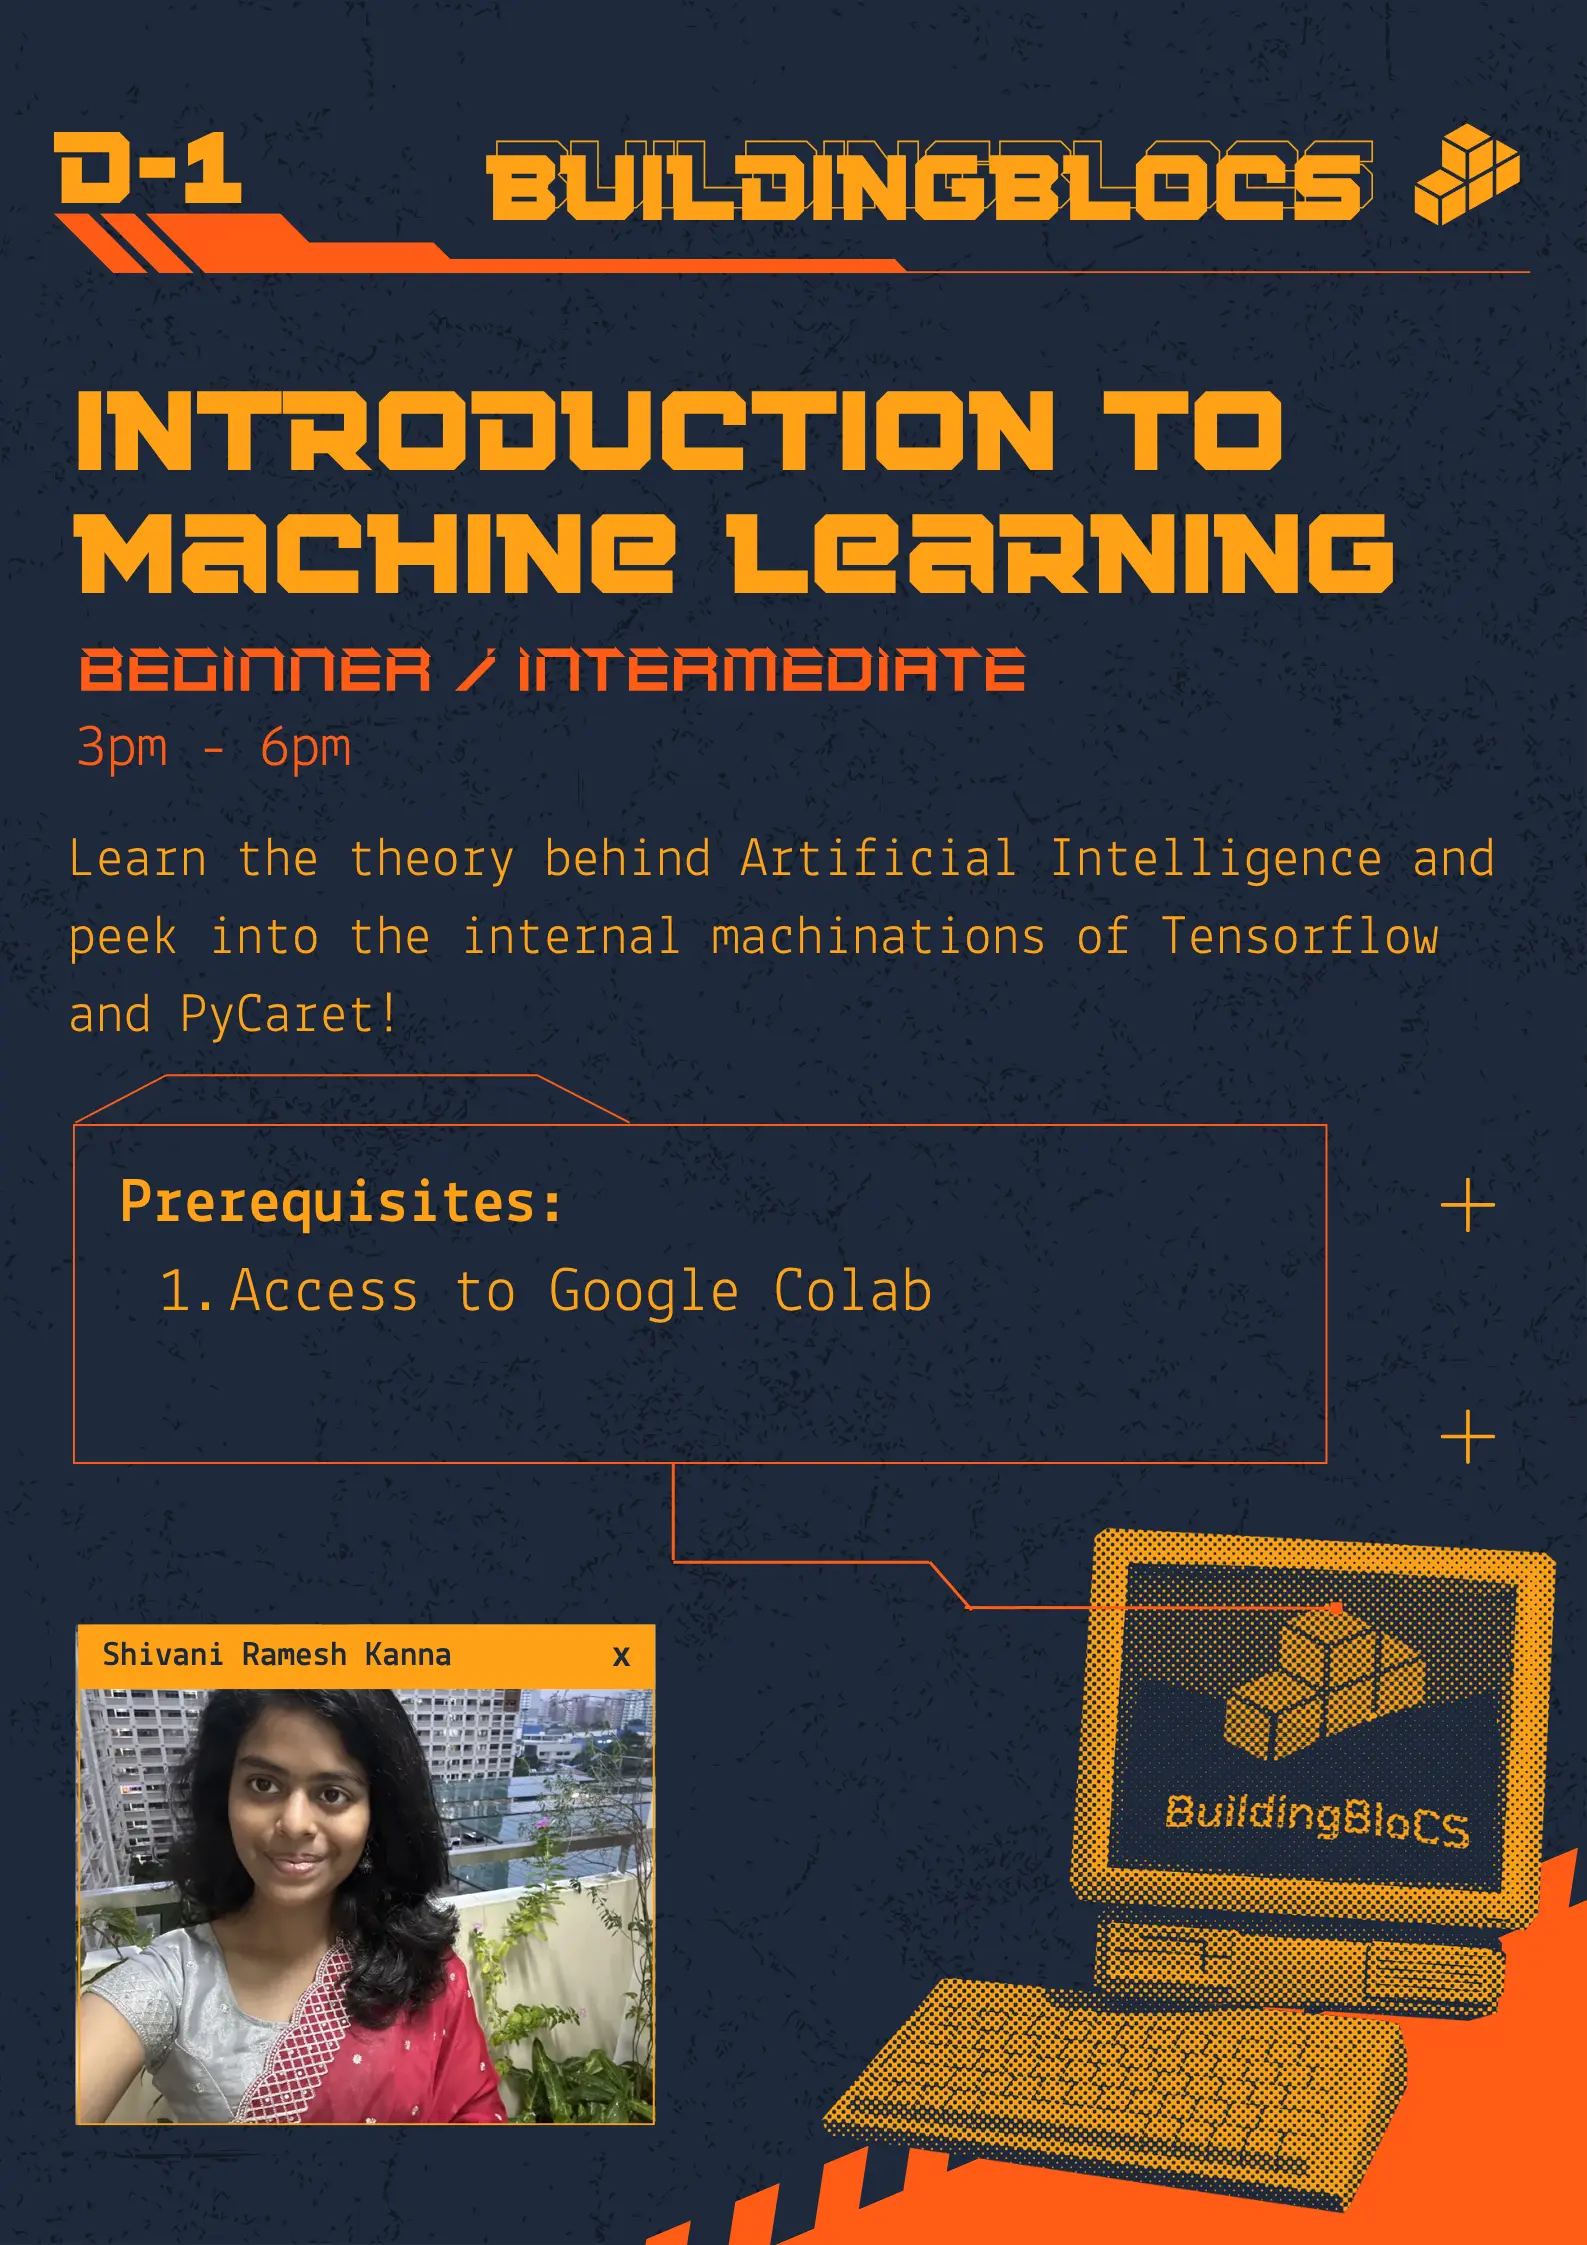 D-1
BUILDINGBLOCS
INTRODUCTION TO
MACHINE LEARNING
BEGINNER / INTERMEDIATE
3pm - 6pm
Learn the theory behind Artificial Intelligence and
peek into the internal machinations of Tensorflow
and PyCaret!
Prerequisites:
1. Access to Google Colab
Shivani Ramesh Kanna x
BuildingBloCS